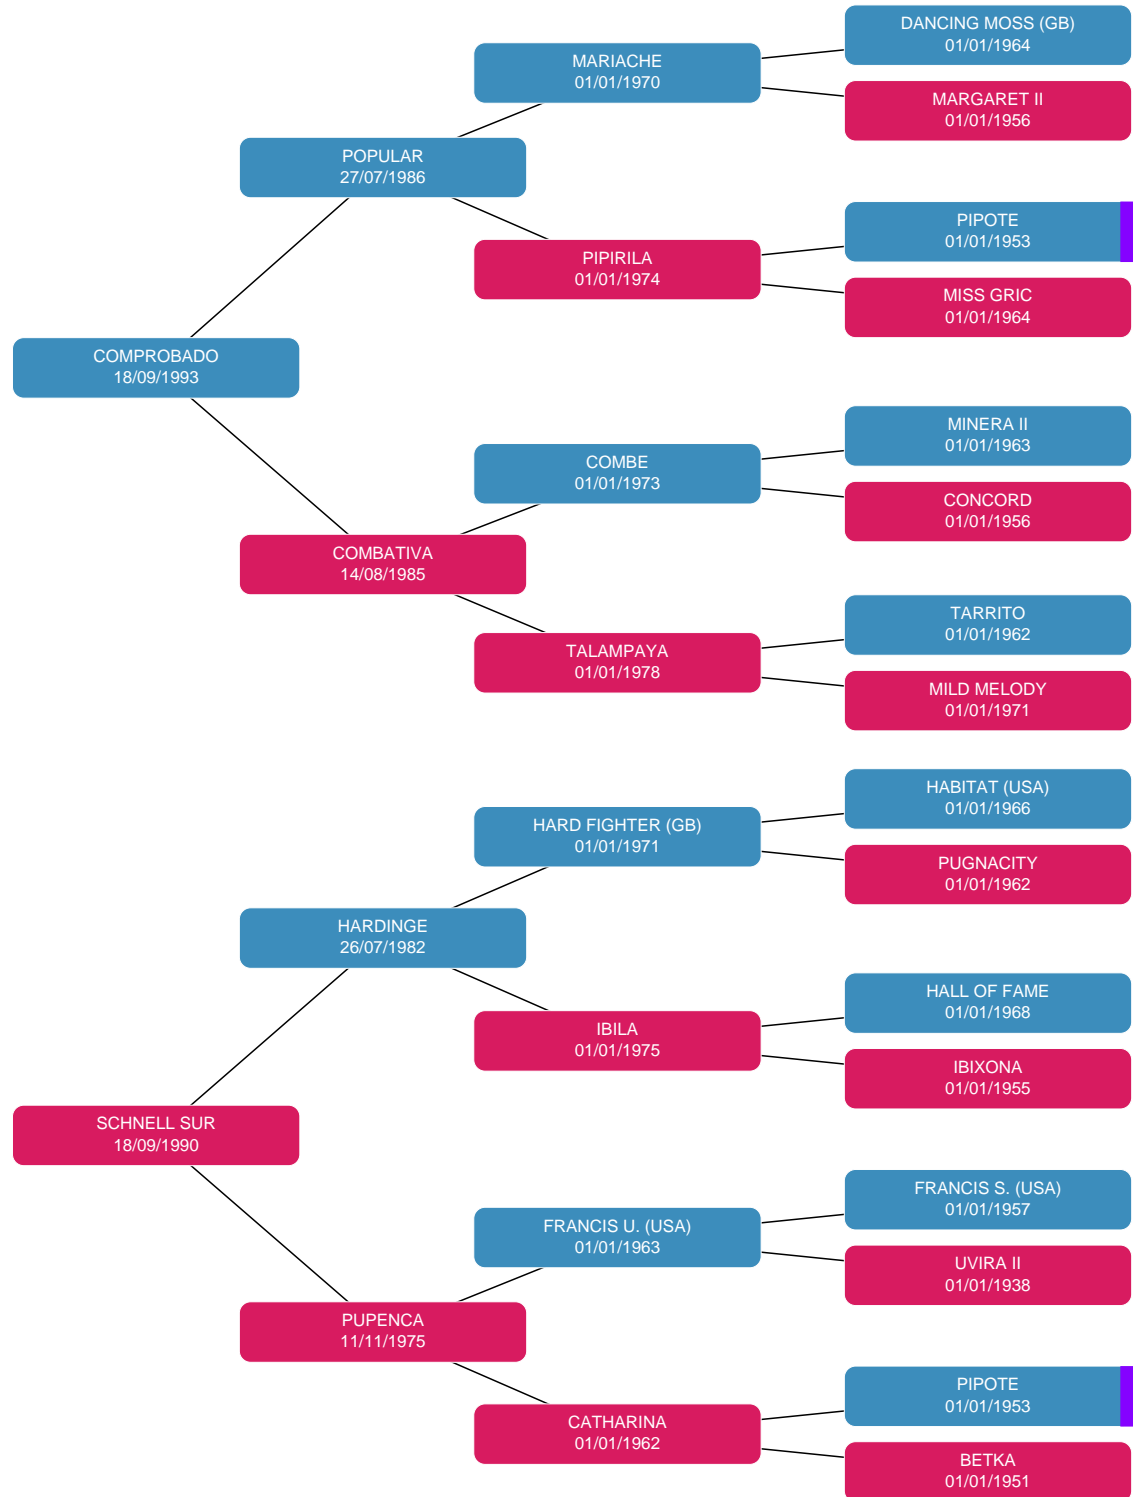 DANCING MOSS (GB)
01/01/1964
MARIACHE
01/01/1970
MARGARET II
01/01/1956
POPULAR
27/07/1986
PIPOTE
01/01/1953
PIPIRILA
01/01/1974
MISS GRIC
01/01/1964
COMPROBADO
18/09/1993
MINERA II
01/01/1963
COMBE
01/01/1973
CONCORD
01/01/1956
COMBATIVA
14/08/1985
TARRITO
01/01/1962
TALAMPAYA
01/01/1978
MILD MELODY
01/01/1971
HABITAT (USA)
01/01/1966
HARD FIGHTER (GB)
01/01/1971
PUGNACITY
01/01/1962
HARDINGE
26/07/1982
HALL OF FAME
01/01/1968
IBILA
01/01/1975
IBIXONA
01/01/1955
SCHNELL SUR
18/09/1990
FRANCIS S. (USA)
01/01/1957
FRANCIS U. (USA)
01/01/1963
UVIRA II
01/01/1938
PUPENCA
11/11/1975
PIPOTE
01/01/1953
CATHARINA
01/01/1962
BETKA
01/01/1951